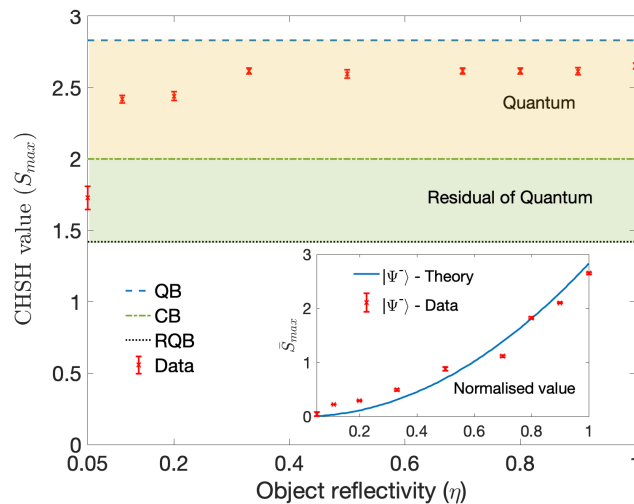 3
2.5
2
1.5
1
0.5
0
CHSH value (S_max)
Quantum
Residual of Quantum
QB
CB
RQB
Data
3
2
1
0
S̄_max
|Ψ⁻⟩ - Theory
|Ψ⁻⟩ - Data
Normalised value
0.2 0.4 0.6 0.8 1
0.05 0.2 0.4 0.6 0.8 1
Object reflectivity (η)